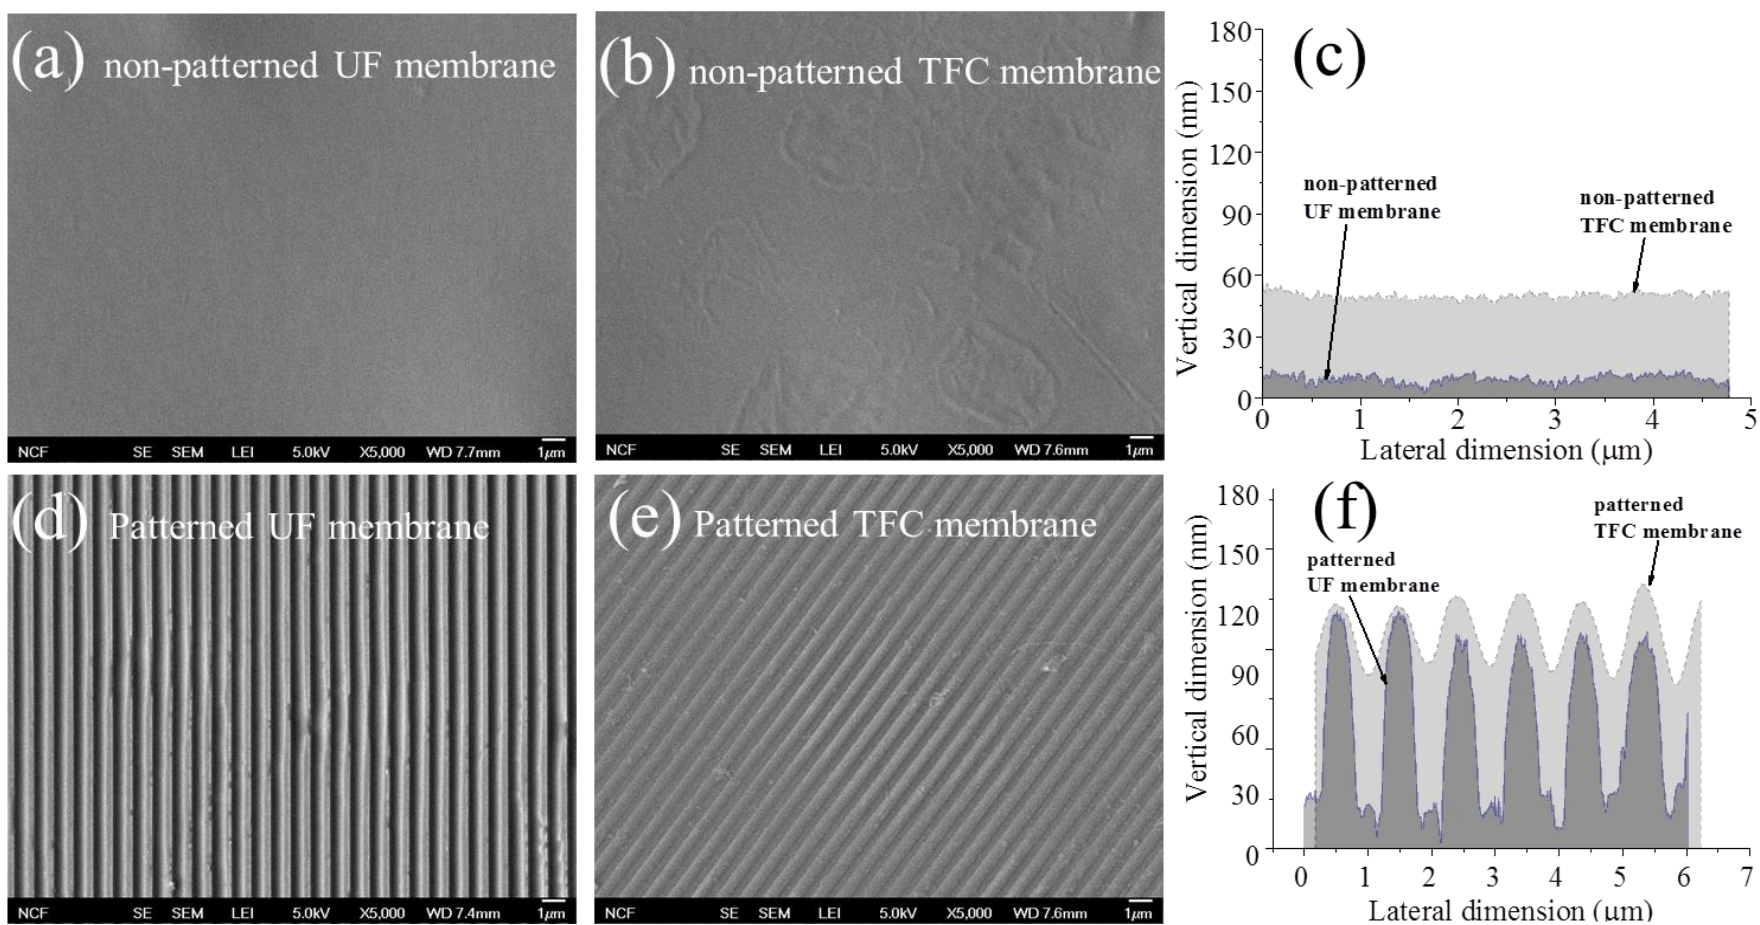 (a) non-patterned UF membrane
NCF SE SEM LEI 5.0kV X5,000 WD 7.7mm 1µm
(b) non-patterned TFC membrane
NCF SE SEM LEI 5.0kV X5,000 WD 7.6mm 1µm
(c)
Vertical dimension (nm)
180
150
120
90
60
30
0
non-patterned
UF membrane
non-patterned
TFC membrane
0 1 2 3 4 5
Lateral dimension (µm)
(d) Patterned UF membrane
NCF SE SEM LEI 5.0kV X5,000 WD 7.4mm 1µm
(e) Patterned TFC membrane
NCF SE SEM LEI 5.0kV X5,000 WD 7.6mm 1µm
(f)
Vertical dimension (nm)
180
150
120
90
60
30
0
patterned
UF membrane
patterned
TFC membrane
0 1 2 3 4 5 6 7
Lateral dimension (µm)